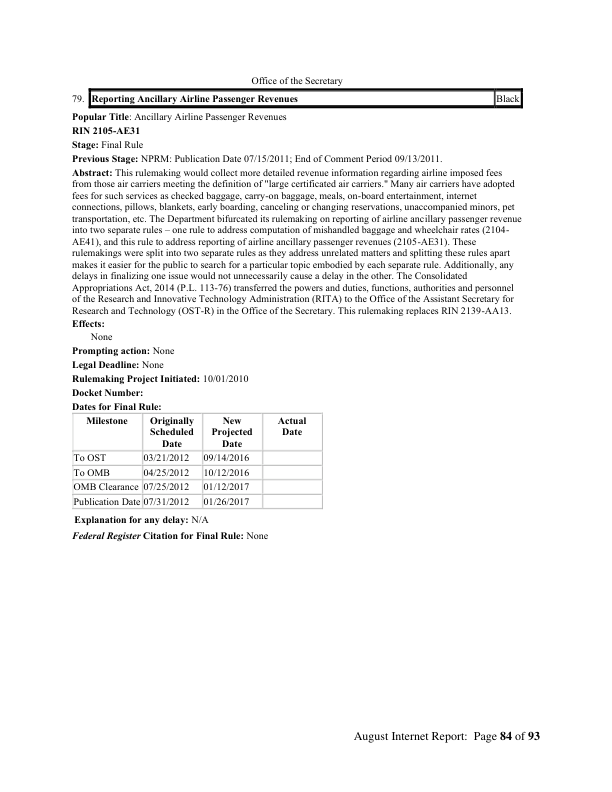 Office of the Secretary
79. Reporting Ancillary Airline Passenger Revenues Black
Popular Title: Ancillary Airline Passenger Revenues
RIN 2105-AE31
Stage: Final Rule
Previous Stage: NPRM: Publication Date 07/15/2011; End of Comment Period 09/13/2011.
Abstract: This rulemaking would collect more detailed revenue information regarding airline imposed fees
from those air carriers meeting the definition of "large certificated air carriers." Many air carriers have adopted
fees for such services as checked baggage, carry-on baggage, meals, on-board entertainment, internet
connections, pillows, blankets, early boarding, canceling or changing reservations, unaccompanied minors, pet
transportation, etc. The Department bifurcated its rulemaking on reporting of airline ancillary passenger revenue
into two separate rules – one rule to address computation of mishandled baggage and wheelchair rates (2104-
AE41), and this rule to address reporting of airline ancillary passenger revenues (2105-AE31). These
rulemakings were split into two separate rules as they address unrelated matters and splitting these rules apart
makes it easier for the public to search for a particular topic embodied by each separate rule. Additionally, any
delays in finalizing one issue would not unnecessarily cause a delay in the other. The Consolidated
Appropriations Act, 2014 (P.L. 113-76) transferred the powers and duties, functions, authorities and personnel
of the Research and Innovative Technology Administration (RITA) to the Office of the Assistant Secretary for
Research and Technology (OST-R) in the Office of the Secretary. This rulemaking replaces RIN 2139-AA13.
Effects:
None
Prompting action: None
Legal Deadline: None
Rulemaking Project Initiated: 10/01/2010
Docket Number:
Dates for Final Rule:
Milestone Originally New Actual
Scheduled Projected Date
Date Date
To OST 03/21/2012 09/14/2016
To OMB 04/25/2012 10/12/2016
OMB Clearance 07/25/2012 01/12/2017
Publication Date 07/31/2012 01/26/2017
Explanation for any delay: N/A
Federal Register Citation for Final Rule: None
August Internet Report: Page 84 of 93